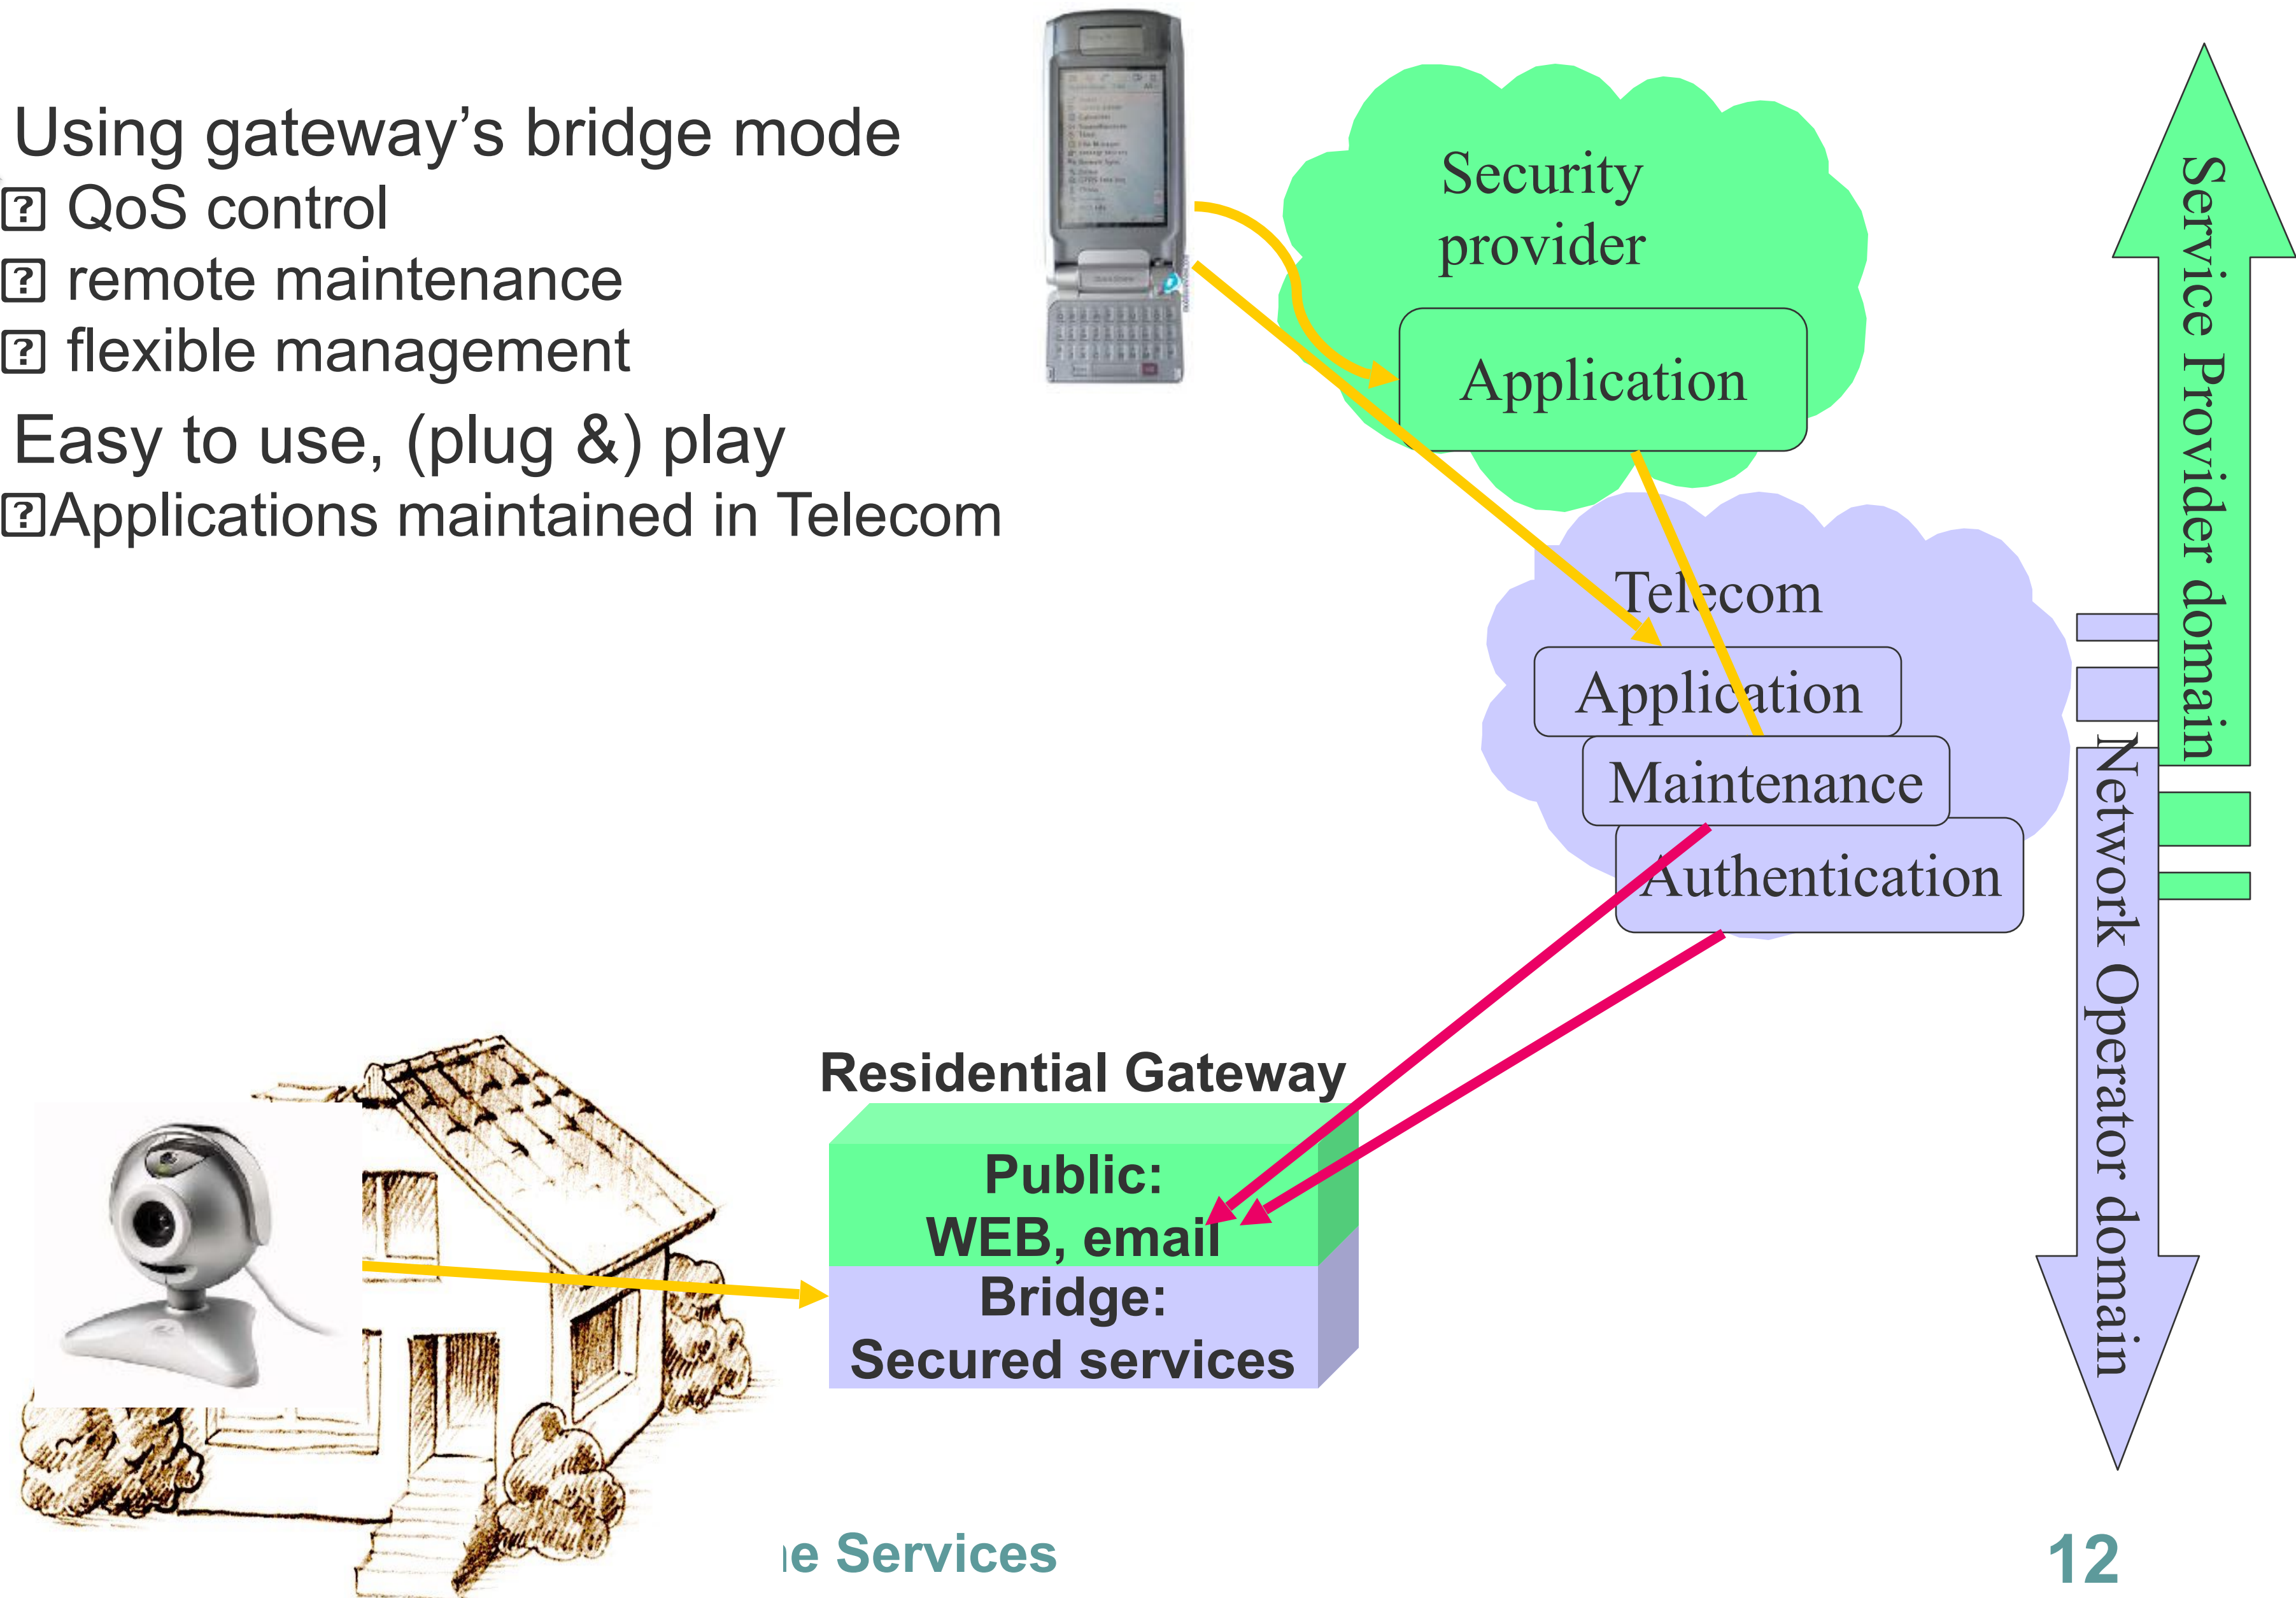 Using gateway’s bridge mode
QoS control
remote maintenance
flexible management
Easy to use, (plug &) play
Applications maintained in Telecom
Security
provider
Application
Telecom
Application
Maintenance
Authentication
Service Provider domain
Network Operator domain
Residential Gateway
Public:
WEB, email
Bridge:
Secured services
Services
12